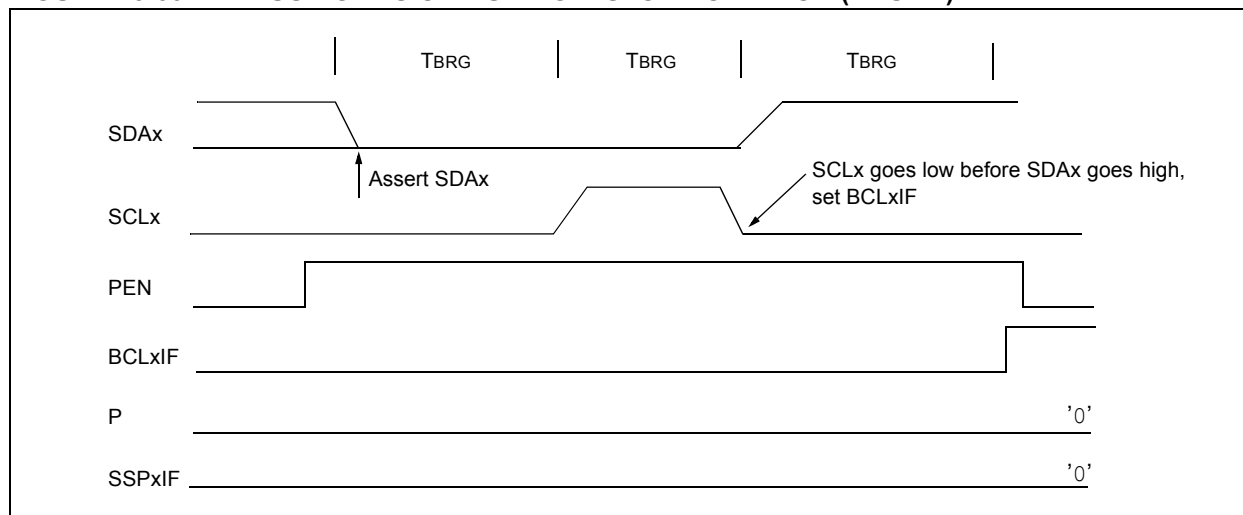 TBRG TBRG TBRG
SDAx
Assert SDAx
SCLx goes low before SDAx goes high,
set BCLxIF
SCLx
PEN
BCLxIF
P '0'
SSPxIF '0'